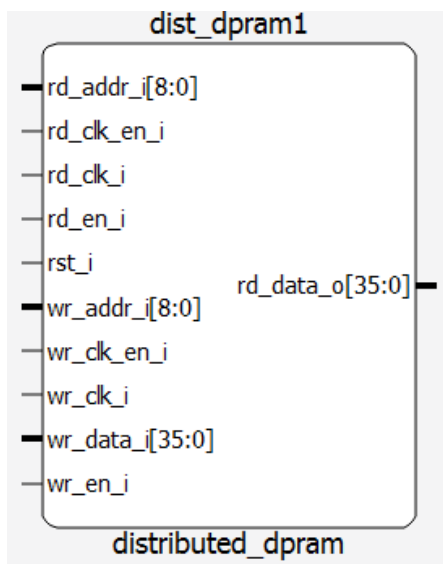 dist_dpram1
rd_addr_i[8:0]
rd_clk_en_i
rd_clk_i
rd_en_i
rst_i
rd_data_o[35:0]
wr_addr_i[8:0]
wr_clk_en_i
wr_clk_i
wr_data_i[35:0]
wr_en_i
distributed_dpram